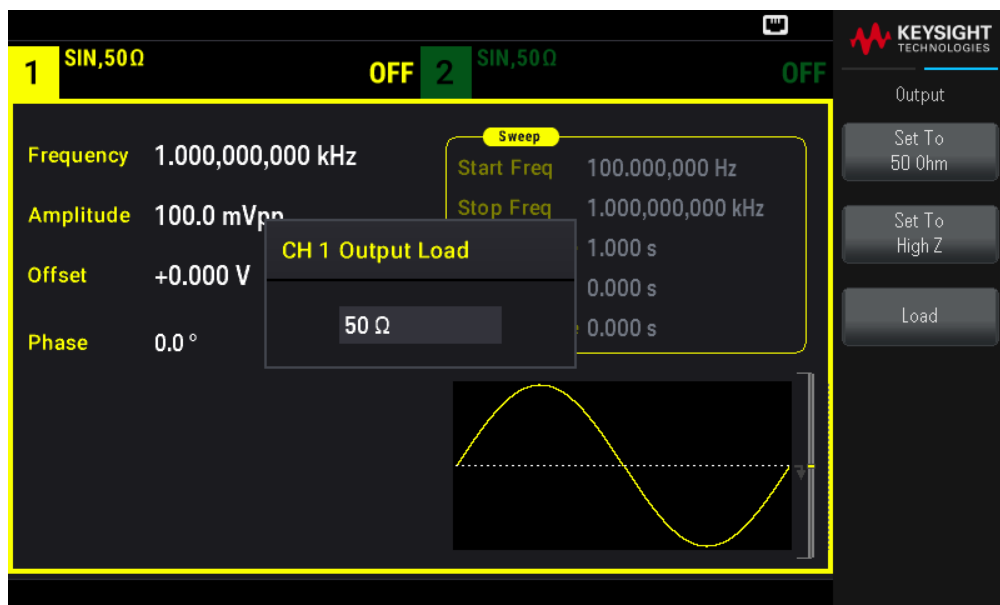 KEYSIGHT
TECHNOLOGIES
1 SIN,50Ω OFF
2 SIN,50Ω OFF
Output
Set To
50 Ohm
Set To
High Z
Load
Frequency 1.000,000,000 kHz
Amplitude 100.0 mVpp
Offset +0.000 V
Phase 0.0 °
Sweep
Start Freq 100.000,000 Hz
Stop Freq 1.000,000,000 kHz
1.000 s
0.000 s
0.000 s
CH 1 Output Load
50 Ω